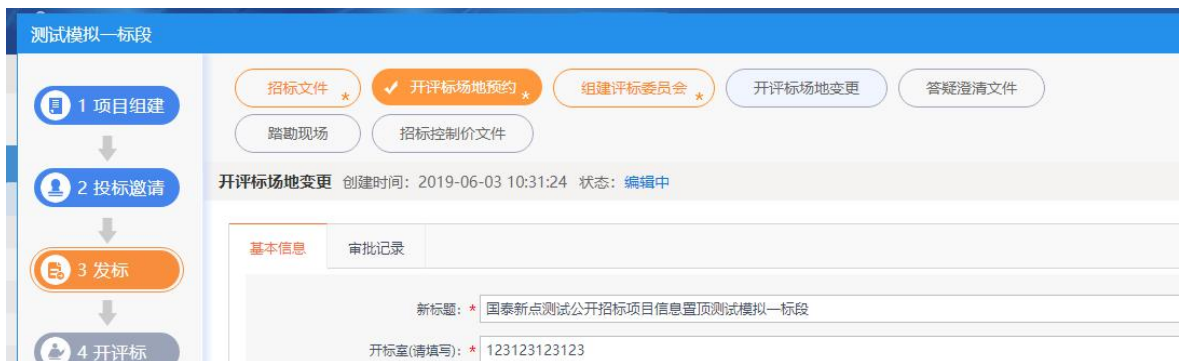 测试模拟一标段
招标文件 * 开评标场地预约 * 组建评标委员会 * 开评标场地变更 答疑澄清文件
1 项目组建
踏勘现场 招标控制价文件
开评标场地变更 创建时间：2019-06-03 10:31:24 状态：编辑中
2 投标邀请
基本信息 审批记录
3 发标
新标题：* 国泰新点测试公开招标项目信息置顶测试模拟一标段
开标室(请填写)：* 123123123123
4 开评标